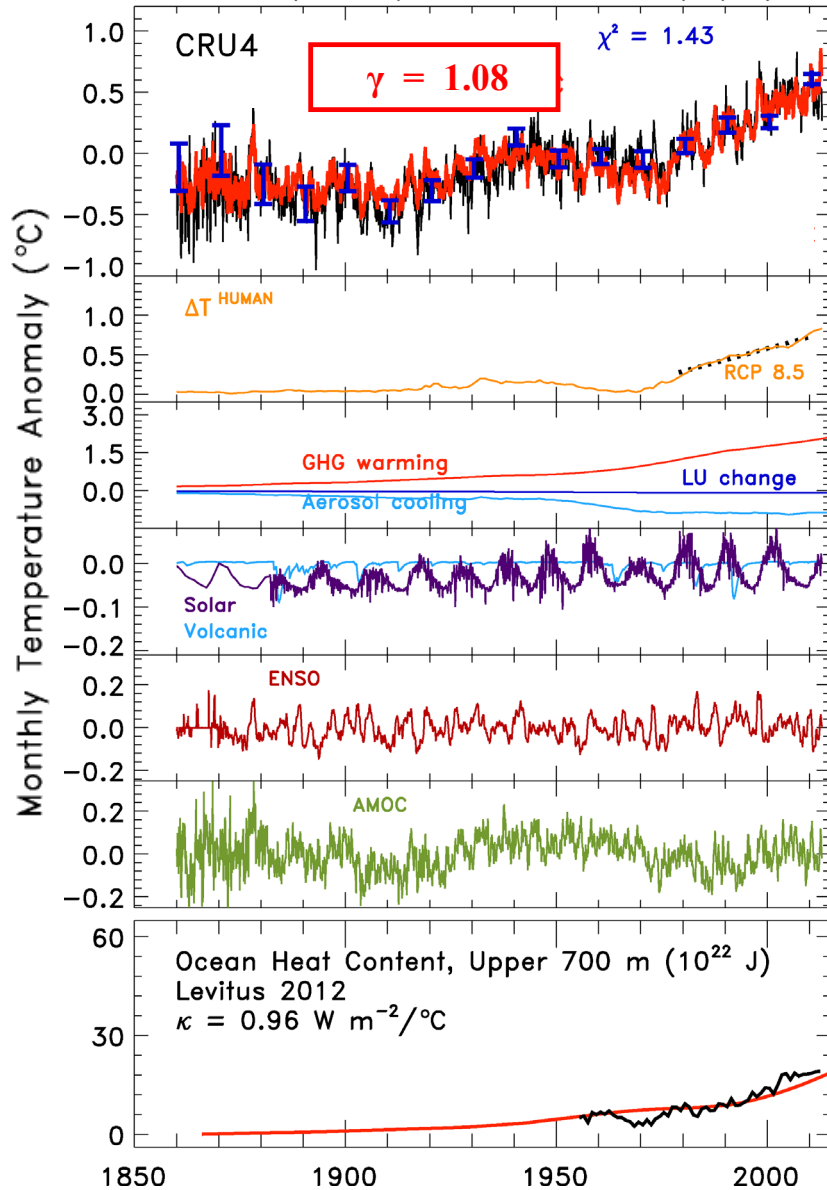 CRU4
χ² = 1.43
γ = 1.08
1.0
0.5
0.0
−0.5
−1.0
Monthly Temperature Anomaly (°C)
ΔT HUMAN
1.0
0.5
0.0
RCP 8.5
3.0
1.5
0.0
GHG warming
LU change
Aerosol cooling
0.0
−0.1
−0.2
Solar
Volcanic
0.2
0.0
−0.2
ENSO
0.2
0.0
−0.2
AMOC
60
30
0
Ocean Heat Content, Upper 700 m (10²² J)
Levitus 2012
κ = 0.96 W m⁻²/°C
1850 1900 1950 2000